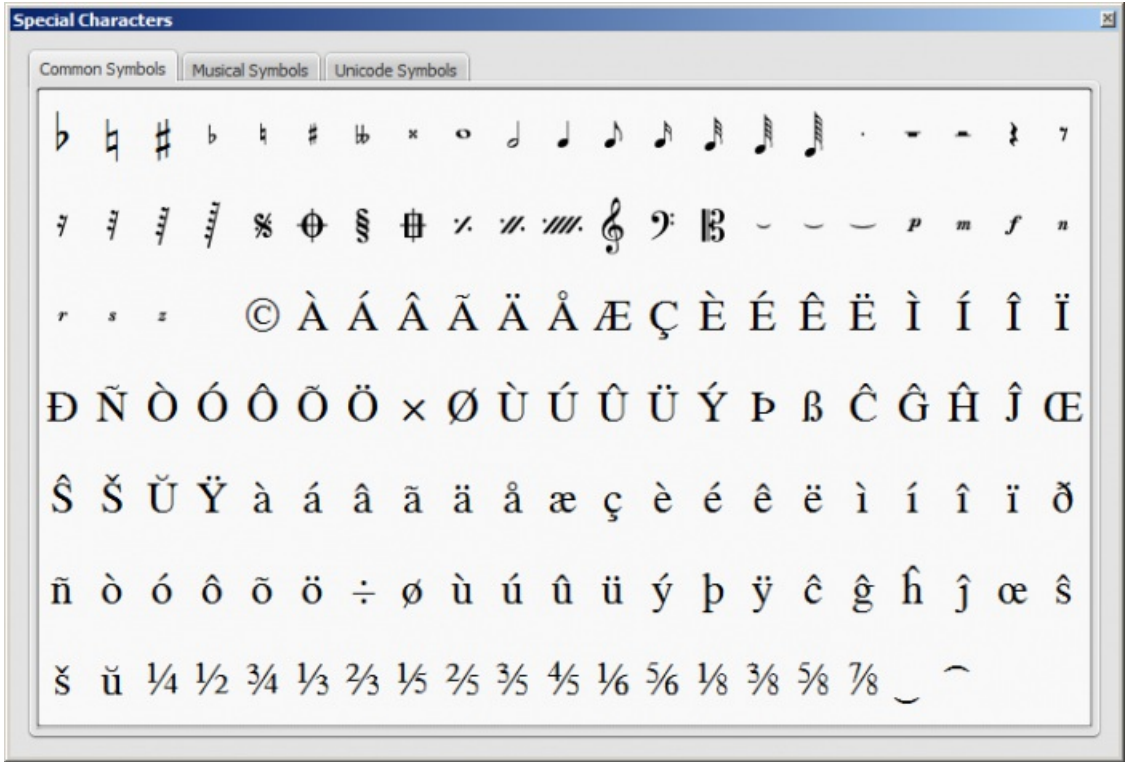 Special Characters
Common Symbols Musical Symbols Unicode Symbols
♭ ♮ ♯ ♭ ♮ ♯ 𝄫 𝄪 𝅝 𝅗𝅥 𝅘𝅥 𝅘𝅥𝅮 𝅘𝅥𝅯 𝅘𝅥𝅰 𝅘𝅥𝅱 𝅘𝅥𝅲 . 𝄻 𝄼 𝄽 𝄾
𝄿 𝅀 𝅁 𝅂 𝄋 𝄌 § 𝄎 𝄏 𝄞 𝄢 𝄡 ‿ ‿ ‿ p m f n
r s z © À Á Â Ã Ä Å Æ Ç È É Ê Ë Ì Í Î Ï
Ð Ñ Ò Ó Ô Õ Ö × Ø Ù Ú Û Ü Ý Þ ß Ĉ Ĝ Ĥ Ĵ Œ
Ŝ Š Ŭ Ÿ à á â ã ä å æ ç è é ê ë ì í î ï ð
ñ ò ó ô õ ö ÷ ø ù ú û ü ý þ ÿ ĉ ĝ ĥ ĵ œ ŝ
š ŭ ¼ ½ ¾ ⅓ ⅔ ⅕ ⅖ ⅗ ⅘ ⅙ ⅚ ⅛ ⅜ ⅝ ⅞ ‿ ⁀